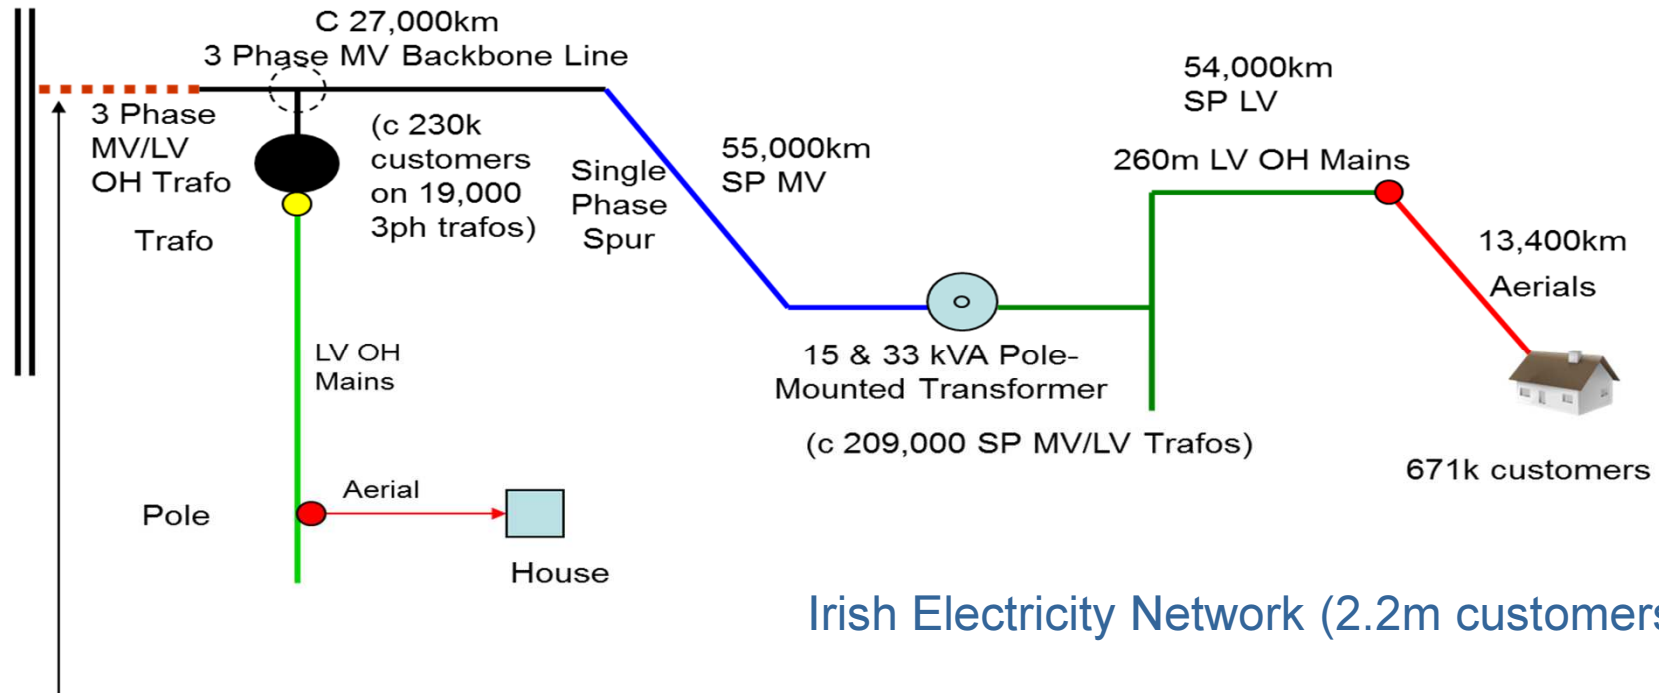 C 27,000km
3 Phase MV Backbone Line
3 Phase
MV/LV
OH Trafo
Trafo
(c 230k
customers
on 19,000
3ph trafos)
Single
Phase
Spur
55,000km
SP MV
54,000km
SP LV
260m LV OH Mains
13,400km
Aerials
15 & 33 kVA Pole-
Mounted Transformer
(c 209,000 SP MV/LV Trafos)
671k customers
LV OH
Mains
Pole
Aerial
House
Irish Electricity Network (2.2m customers